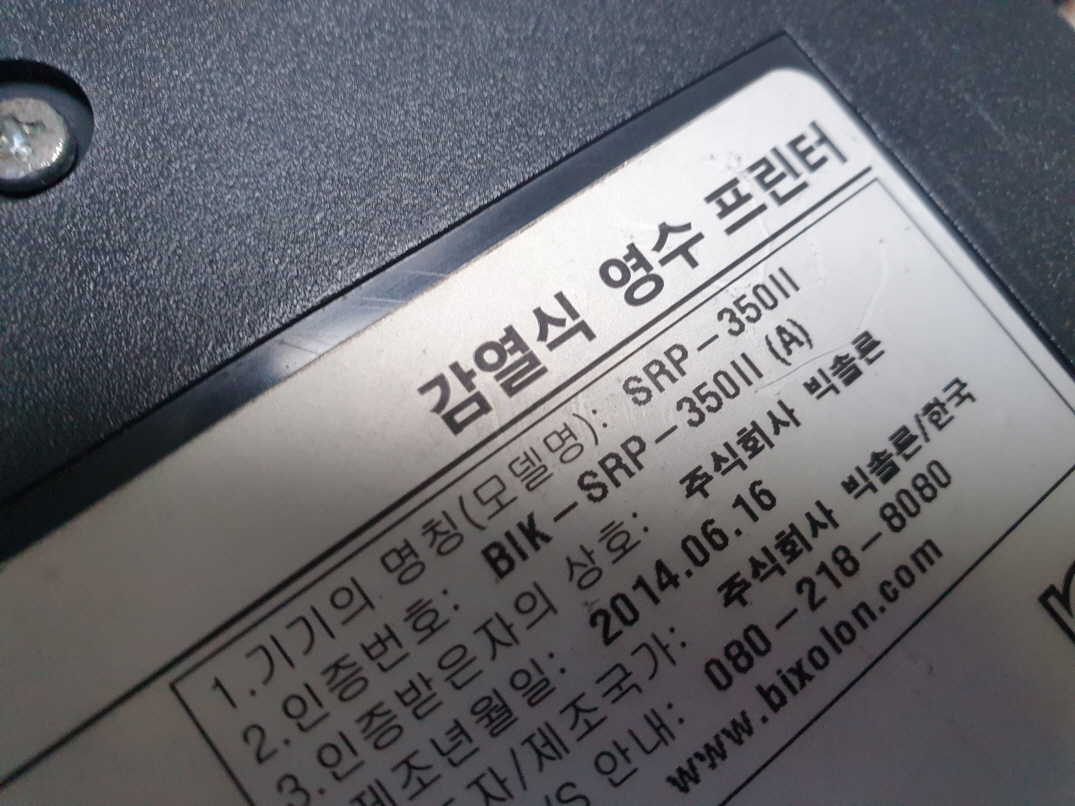 감열식 영수 프린터
1.기기의 명칭(모델명): SRP-350II
2.인증번호: BIK-SRP-350II (A)
3.인증받은자의 상호: 주식회사 빅솔론
제조년월일: 2014.06.16
자/제조국가: 주식회사 빅솔론/한국
/S 안내: 080-218-8080
www.bixolon.com